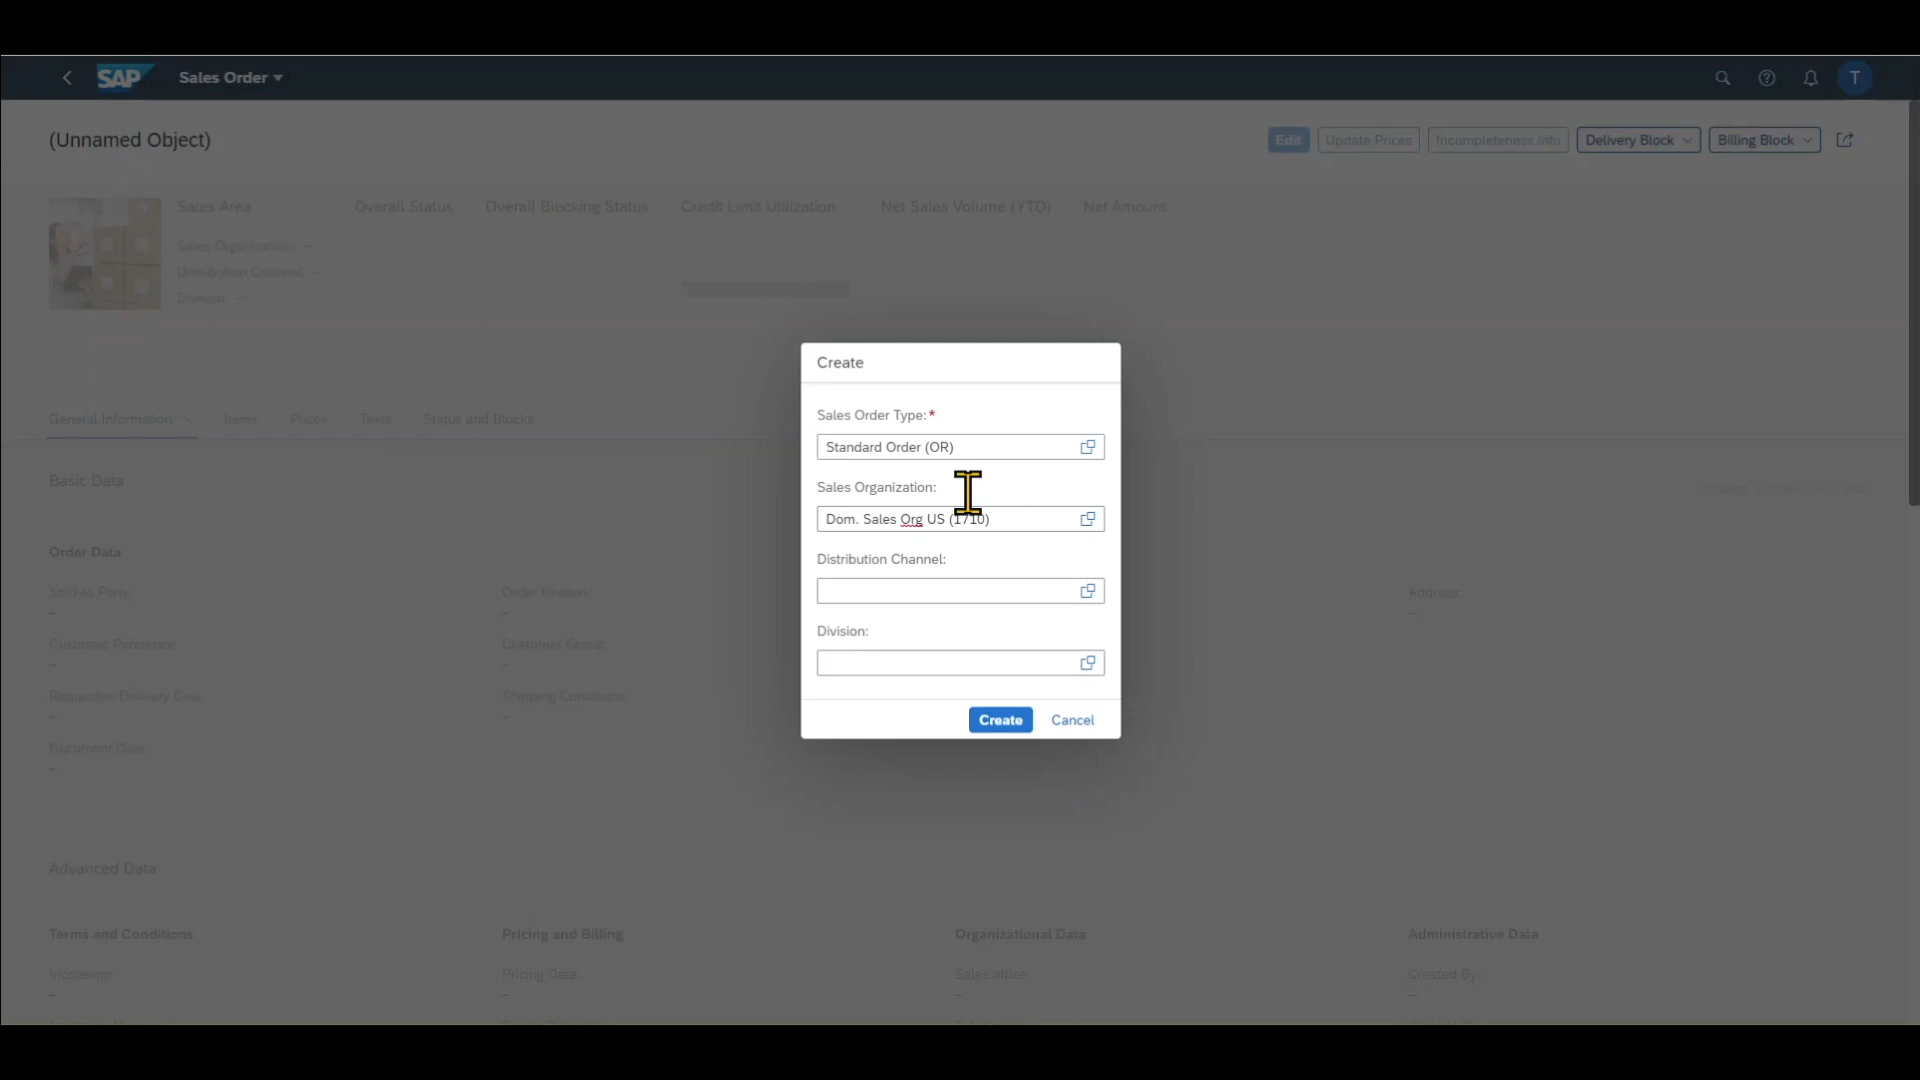 SAP Sales Order T
(Unnamed Object) Edit Update Prices Incompleteness Info Delivery Block Billing Block
Sales Area Overall Status Overall Blocking Status Credit Limit Utilization Net Sales Volume (YTD) Net Amount
Sales Organization: –
Distribution Channel: –
Division: –
General Information Items Prices Texts Status and Blocks
Create
Sales Order Type:*
Standard Order (OR)
Sales Organization:
Dom. Sales Org US (1710)
Distribution Channel:
Division:
Create Cancel
Basic Data
Order Data
Sold-to Party: Order Reason: Address:
– – –
Customer Reference: Customer Group:
– –
Requested Delivery Date: Shipping Conditions:
– –
Document Date:
–
Advanced Data
Terms and Conditions Pricing and Billing Organizational Data Administrative Data
Incoterms: Pricing Date: Sales office: Created By:
– – – –